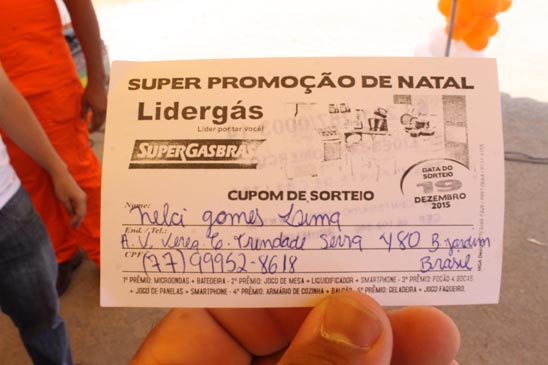 SUPER PROMOÇÃO DE NATAL
Lidergás
Lider por ter você!
SUPERGASBRAS
DATA DO
SORTEIO
19
DEZEMBRO
2015
CUPOM DE SORTEIO
Nome: Nelci gomes Lima
End. / Tel.: A.V. Verea. E. Trindade Serra 480 B. jardim
CPF: (77) 99952-8618 Brasil
1º PRÊMIO: MICROONDAS + BATEDEIRA - 2º PRÊMIO: JOGO DE MESA + LIQUIDIFICADOR + SMARTPHONE - 3º PRÊMIO: FOGÃO 4 BOCAS
+ JOGO DE PANELAS + SMARTPHONE - 4º PRÊMIO: ARMÁRIO DE COZINHA + BALCÃO - 5º PRÊMIO: GELADEIRA + JOGO FAQUEIRO.